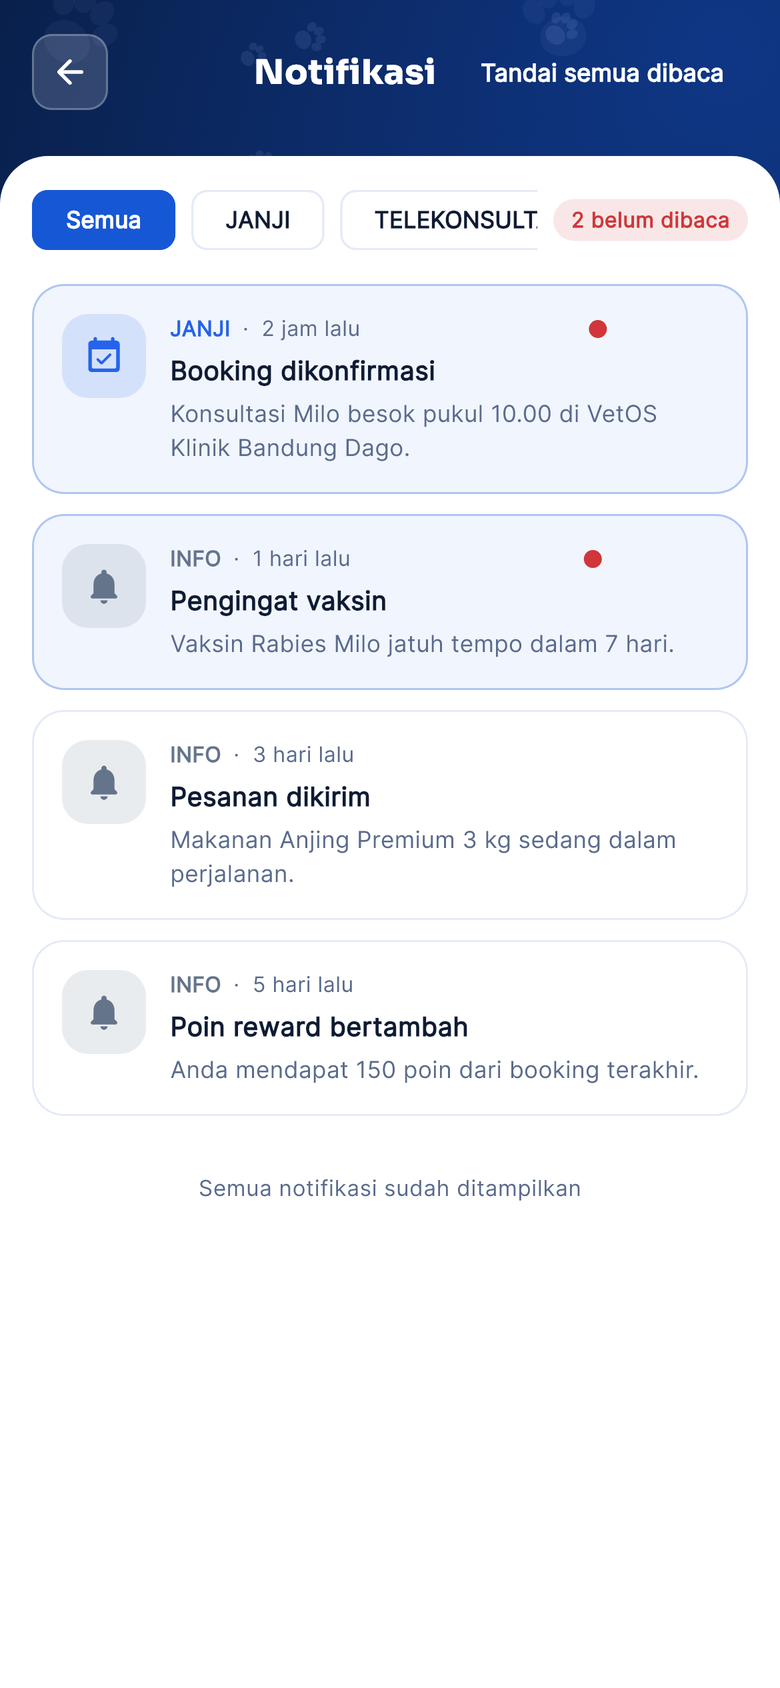 Notifikasi
Tandai semua dibaca
Semua
JANJI
TELEKONSULT
2 belum dibaca
JANJI · 2 jam lalu
Booking dikonfirmasi
Konsultasi Milo besok pukul 10.00 di VetOS
Klinik Bandung Dago.
INFO · 1 hari lalu
Pengingat vaksin
Vaksin Rabies Milo jatuh tempo dalam 7 hari.
INFO · 3 hari lalu
Pesanan dikirim
Makanan Anjing Premium 3 kg sedang dalam
perjalanan.
INFO · 5 hari lalu
Poin reward bertambah
Anda mendapat 150 poin dari booking terakhir.
Semua notifikasi sudah ditampilkan